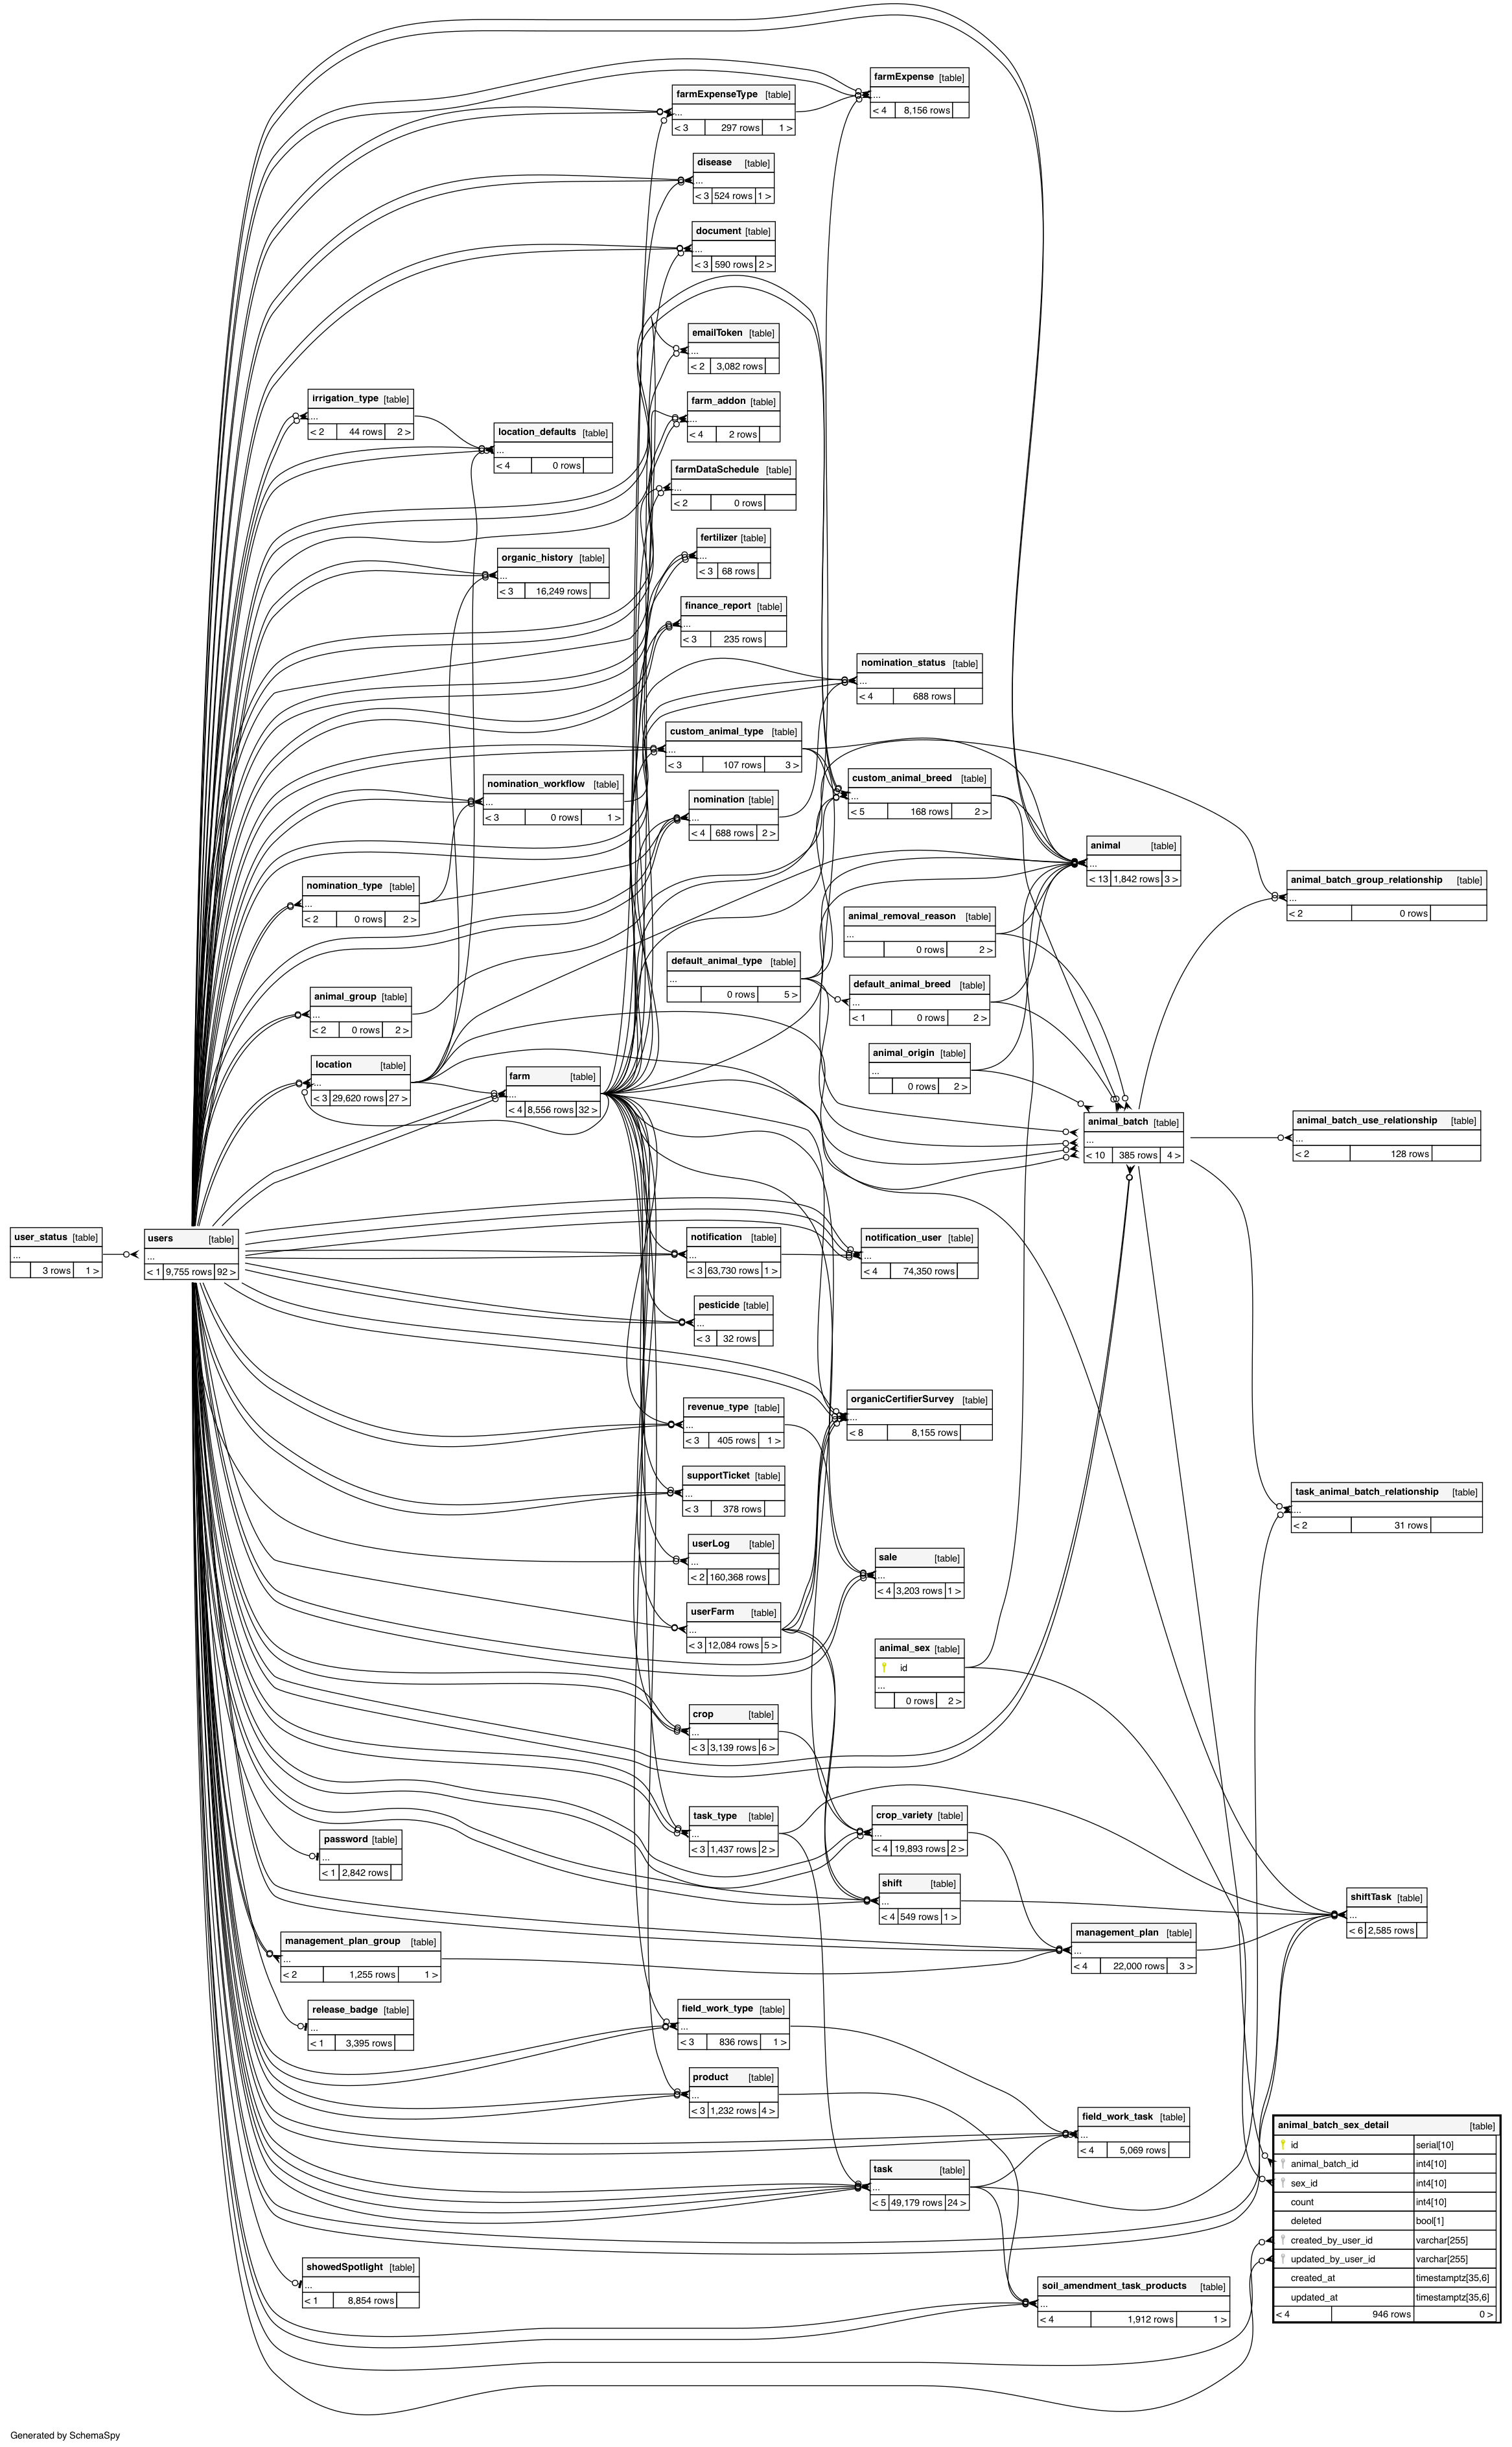 farmExpense [table]
...
< 4 8,156 rows
farmExpenseType [table]
...
< 3 297 rows 1 >
disease [table]
...
< 3 524 rows 1 >
document [table]
...
< 3 590 rows 2 >
emailToken [table]
...
< 2 3,082 rows
irrigation_type [table]
...
< 2 44 rows 2 >
farm_addon [table]
...
< 4 2 rows
location_defaults [table]
...
< 4 0 rows
farmDataSchedule [table]
...
< 2 0 rows
fertilizer [table]
...
< 3 68 rows
organic_history [table]
...
< 3 16,249 rows
finance_report [table]
...
< 3 235 rows
nomination_status [table]
...
< 4 688 rows
custom_animal_type [table]
...
< 3 107 rows 3 >
custom_animal_breed [table]
...
< 5 168 rows 2 >
nomination_workflow [table]
...
< 3 0 rows 1 >
nomination [table]
...
< 4 688 rows 2 >
animal [table]
...
< 13 1,842 rows 3 >
animal_batch_group_relationship [table]
...
< 2 0 rows
nomination_type [table]
...
< 2 0 rows 2 >
animal_removal_reason [table]
...
0 rows 2 >
default_animal_type [table]
...
0 rows 5 >
default_animal_breed [table]
...
< 1 0 rows 2 >
animal_group [table]
...
< 2 0 rows 2 >
animal_origin [table]
...
0 rows 2 >
location [table]
...
< 3 29,620 rows 27 >
farm [table]
...
< 4 8,556 rows 32 >
animal_batch [table]
...
< 10 385 rows 4 >
animal_batch_use_relationship [table]
...
< 2 128 rows
user_status [table]
...
3 rows 1 >
users [table]
...
< 1 9,755 rows 92 >
notification [table]
...
< 3 63,730 rows 1 >
notification_user [table]
...
< 4 74,350 rows
pesticide [table]
...
< 3 32 rows
organicCertifierSurvey [table]
...
< 8 8,155 rows
revenue_type [table]
...
< 3 405 rows 1 >
supportTicket [table]
...
< 3 378 rows
task_animal_batch_relationship [table]
...
< 2 31 rows
userLog [table]
...
< 2 160,368 rows
sale [table]
...
< 4 3,203 rows 1 >
userFarm [table]
...
< 3 12,084 rows 5 >
animal_sex [table]
id
...
0 rows 2 >
crop [table]
...
< 3 3,139 rows 6 >
task_type [table]
...
< 3 1,437 rows 2 >
crop_variety [table]
...
< 4 19,893 rows 2 >
password [table]
...
< 1 2,842 rows
shift [table]
...
< 4 549 rows 1 >
shiftTask [table]
...
< 6 2,585 rows
management_plan [table]
...
< 4 22,000 rows 3 >
management_plan_group [table]
...
< 2 1,255 rows 1 >
release_badge [table]
...
< 1 3,395 rows
field_work_type [table]
...
< 3 836 rows 1 >
product [table]
...
< 3 1,232 rows 4 >
field_work_task [table]
...
< 4 5,069 rows
task [table]
...
< 5 49,179 rows 24 >
animal_batch_sex_detail [table]
id serial[10]
animal_batch_id int4[10]
sex_id int4[10]
count int4[10]
deleted bool[1]
created_by_user_id varchar[255]
updated_by_user_id varchar[255]
created_at timestamptz[35,6]
updated_at timestamptz[35,6]
< 4 946 rows 0 >
showedSpotlight [table]
...
< 1 8,854 rows
soil_amendment_task_products [table]
...
< 4 1,912 rows 1 >
Generated by SchemaSpy